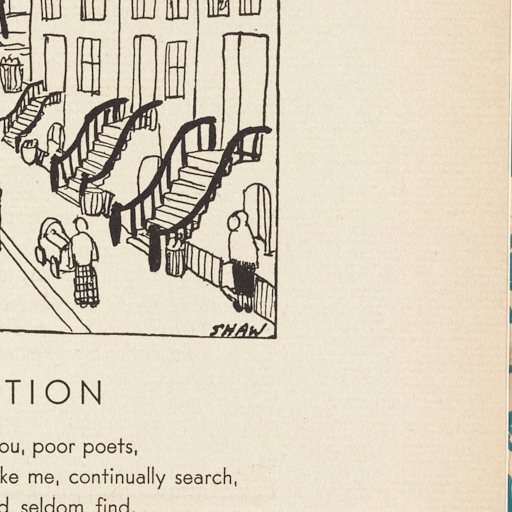 SHAW
TION
ou, poor poets,
ke me, continually search,
d seldom find.